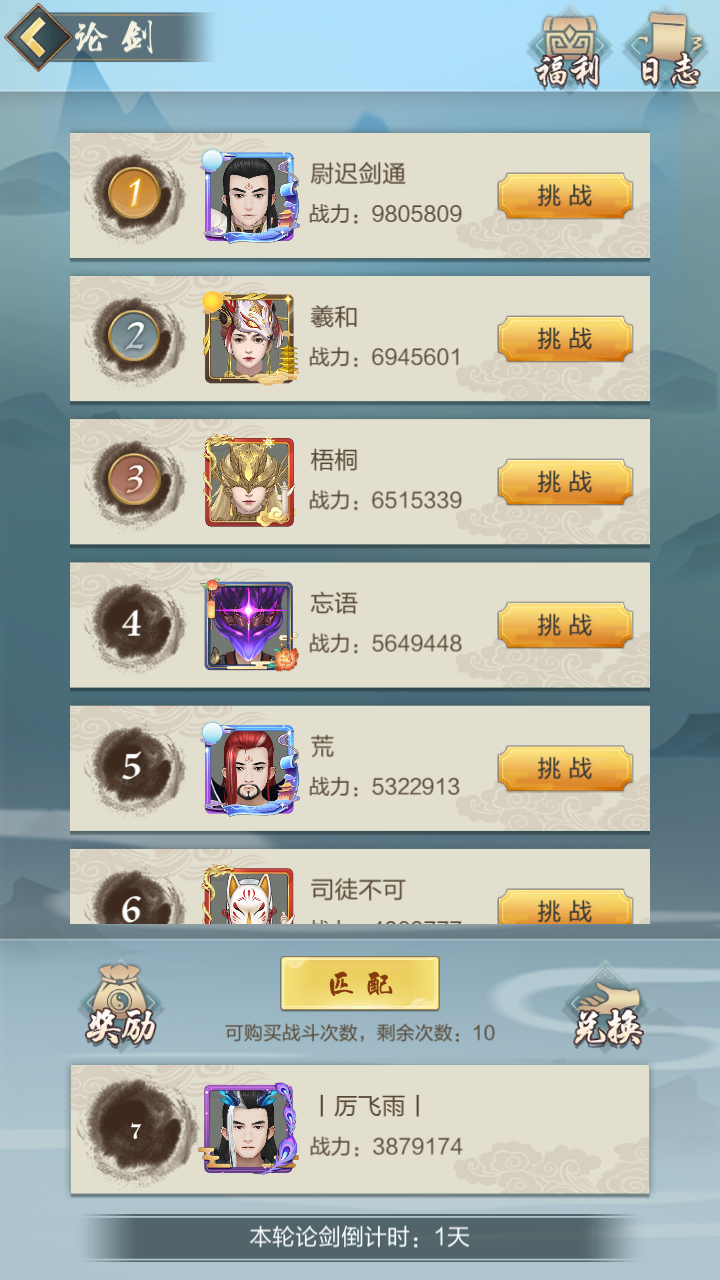 论剑
福利
日志
1
尉迟剑通
战力：9805809
挑战
2
羲和
战力：6945601
挑战
3
梧桐
战力：6515339
挑战
4
忘语
战力：5649448
挑战
5
荒
战力：5322913
挑战
6
司徒不可
挑战
奖励
匹配
兑换
可购买战斗次数，剩余次数：10
7
丨厉飞雨丨
战力：3879174
本轮论剑倒计时：1天